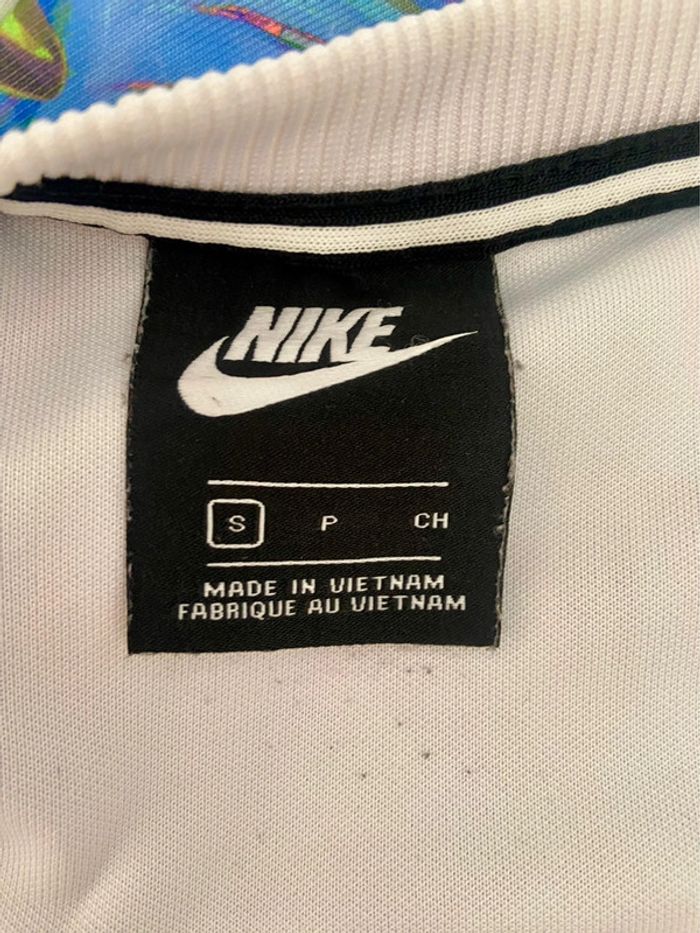 NIKE
S P CH
MADE IN VIETNAM
FABRIQUE AU VIETNAM